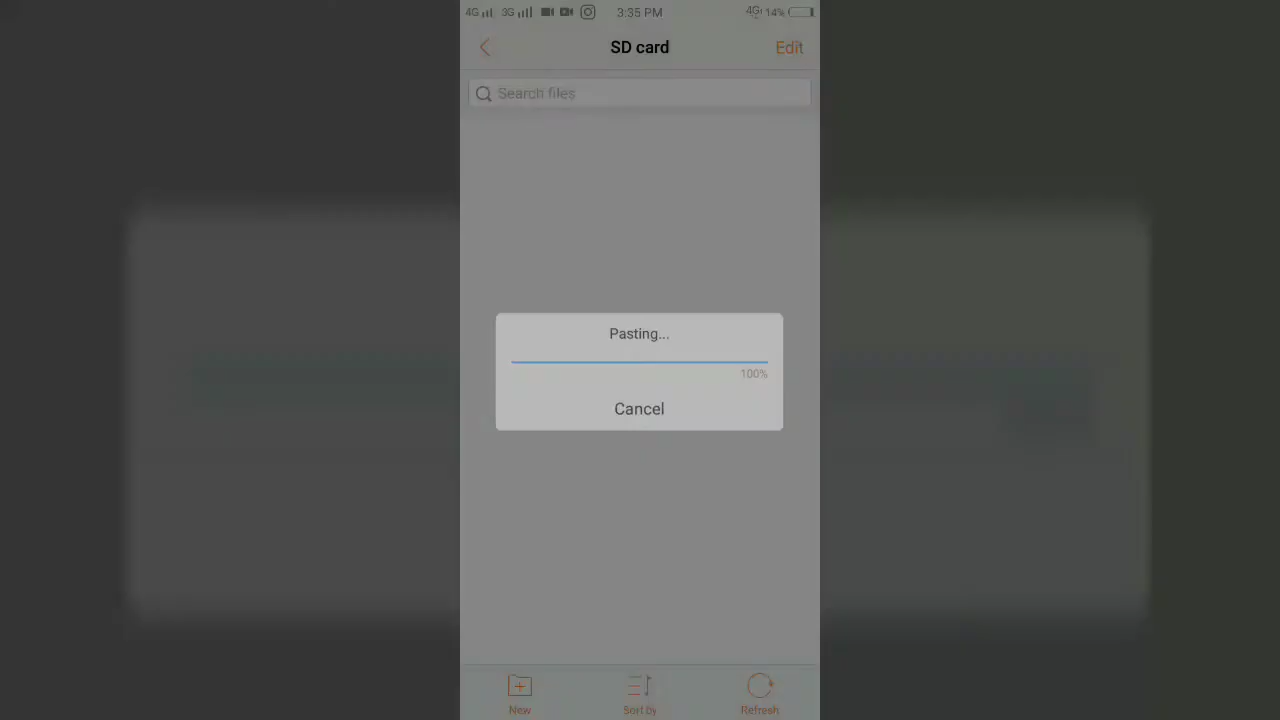 4G 3G 3:35 PM 4G 14%
SD card Edit
Search files
Pasting...
100%
Cancel
New Sort by Refresh